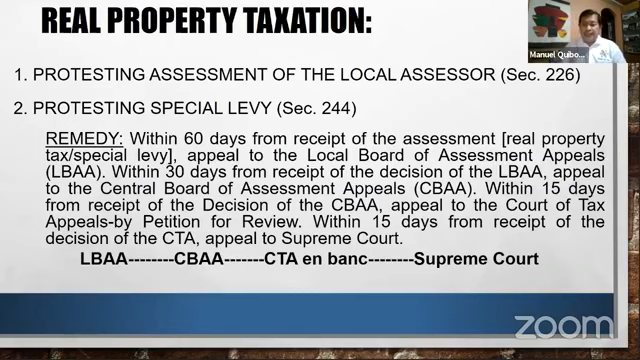 REAL PROPERTY TAXATION:
Manuel Quibo...
1. PROTESTING ASSESSMENT OF THE LOCAL ASSESSOR (Sec. 226)
2. PROTESTING SPECIAL LEVY (Sec. 244)
REMEDY: Within 60 days from receipt of the assessment [real property
tax/special levy], appeal to the Local Board of Assessment Appeals
(LBAA). Within 30 days from receipt of the decision of the LBAA, appeal
to the Central Board of Assessment Appeals (CBAA). Within 15 days
from receipt of the Decision of the CBAA, appeal to the Court of Tax
Appeals-by Petition for Review. Within 15 days from receipt of the
decision of the CTA, appeal to Supreme Court.
LBAA--------CBAA-------CTA en banc--------Supreme Court
zoom